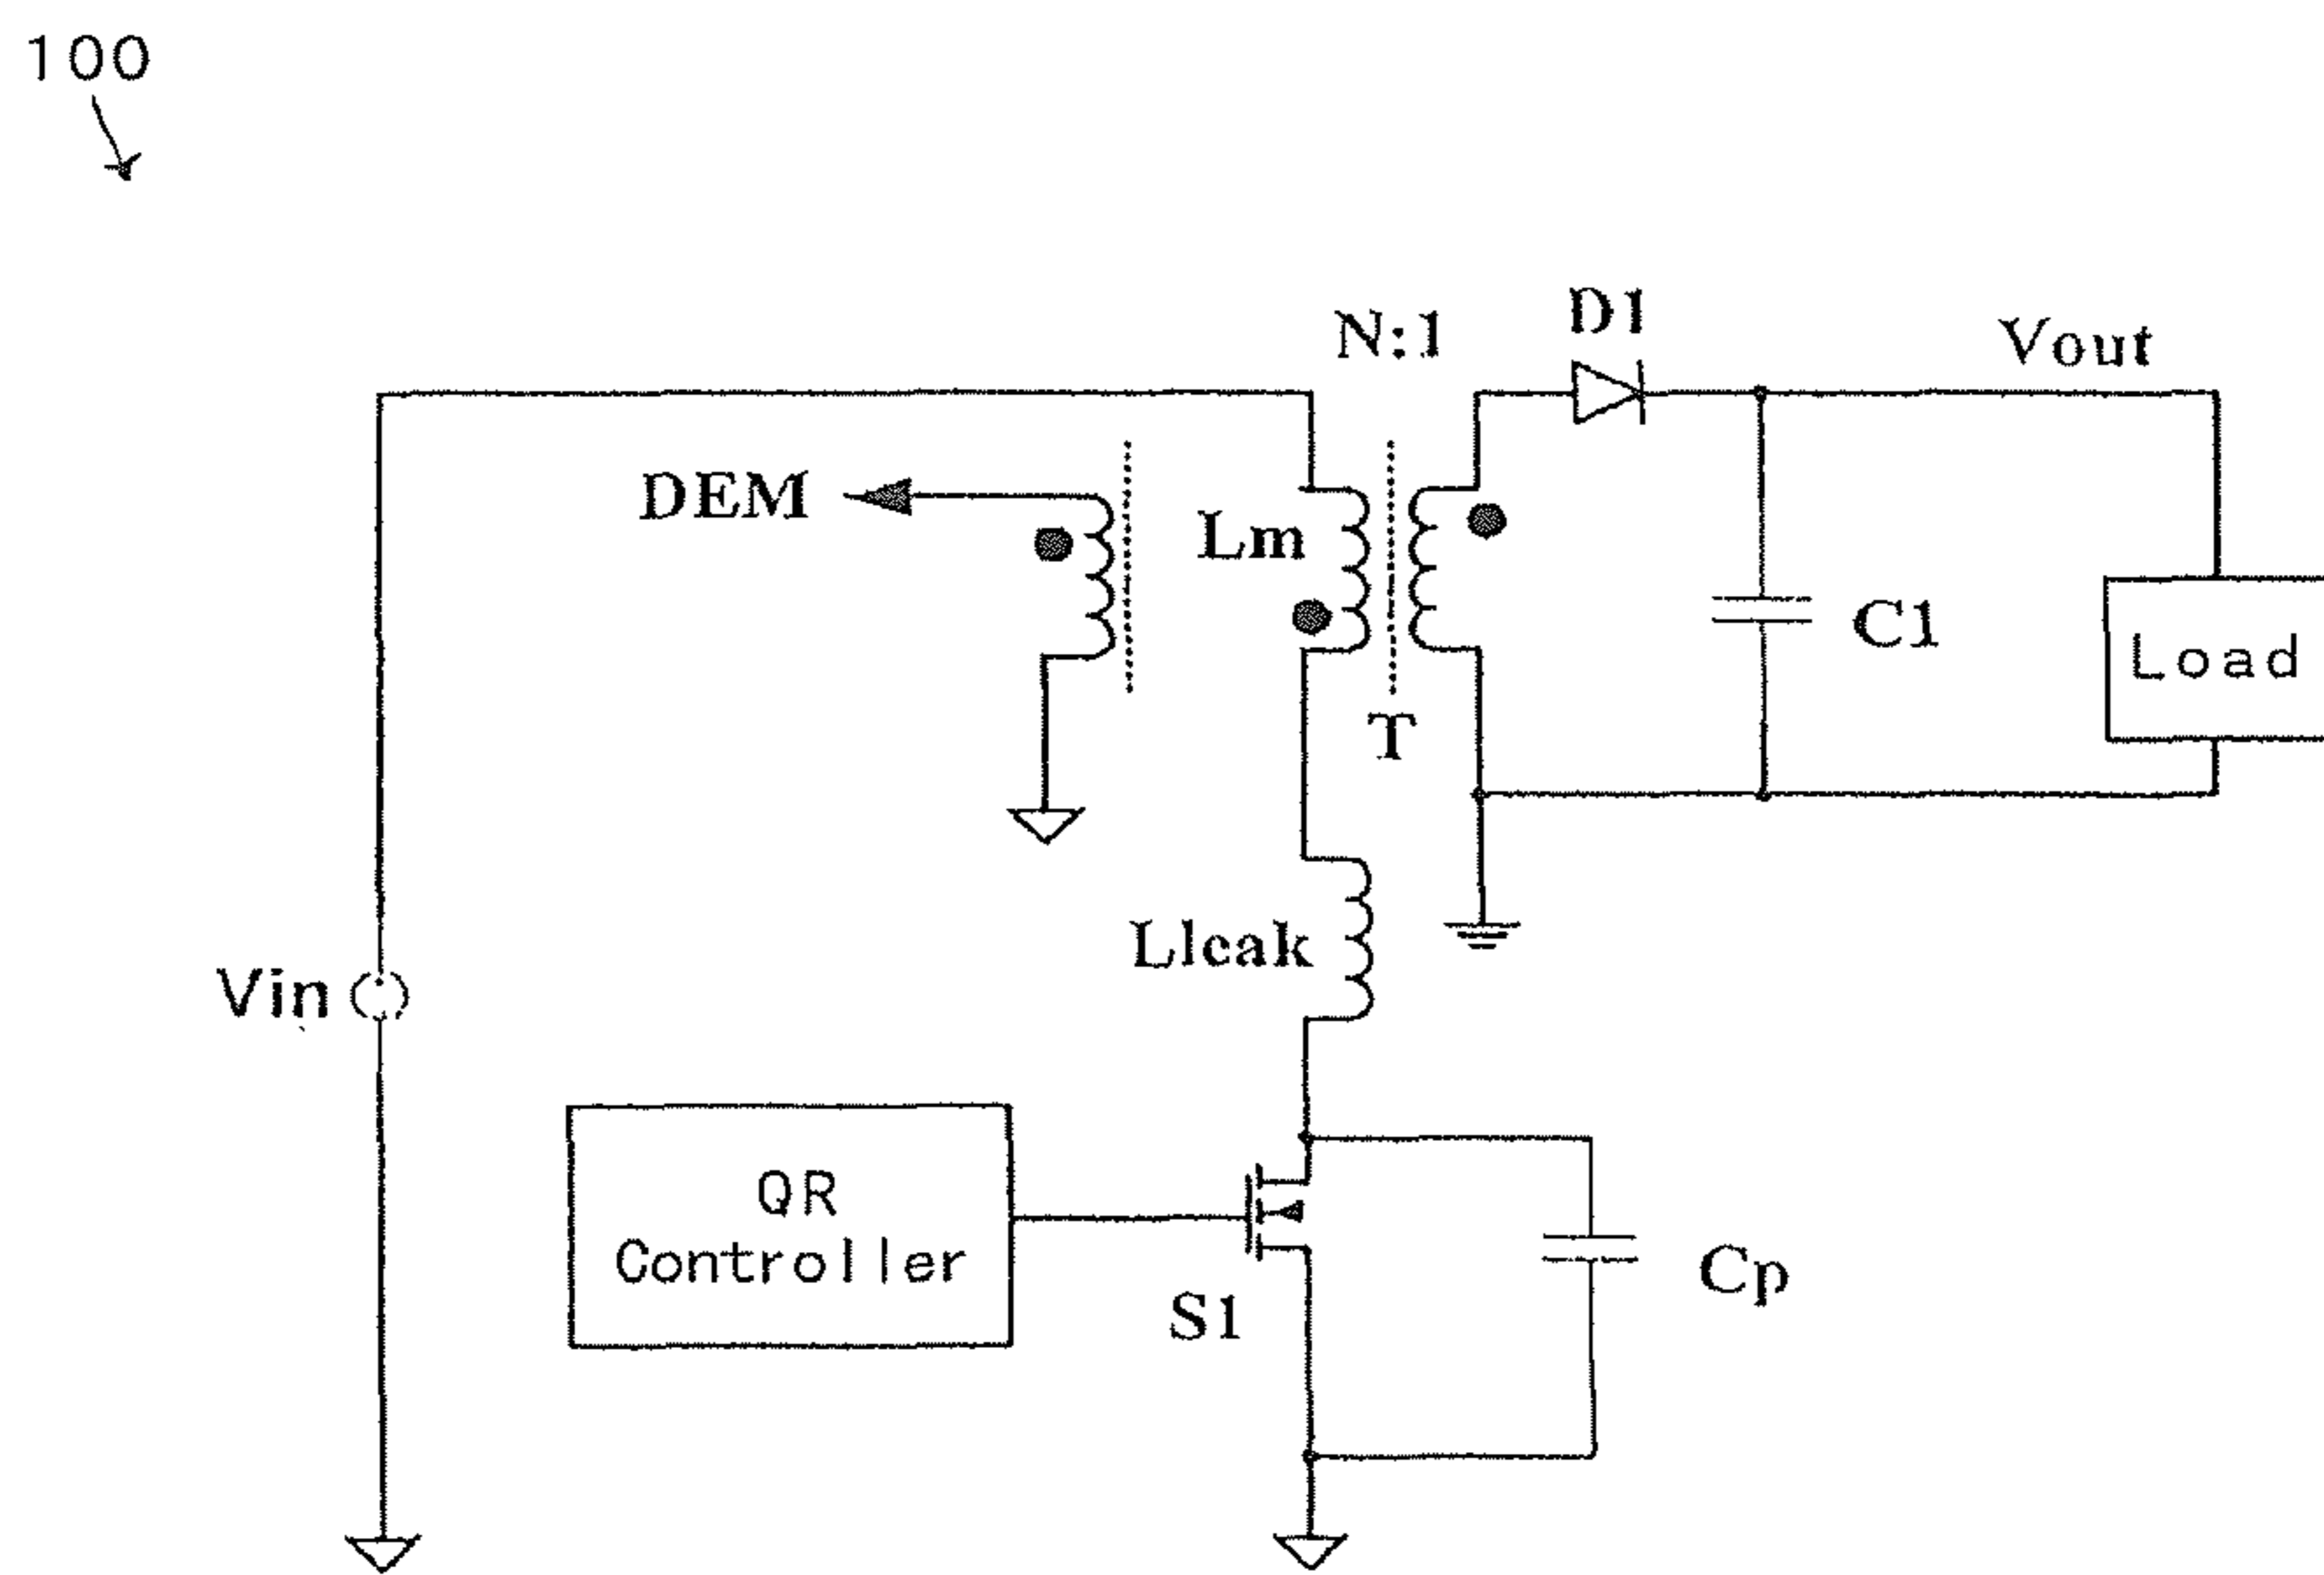 100
N:1
D1
Vout
DEM
Lm
C1
Load
T
Lleak
Vin
QR
Controller
S1
Cp